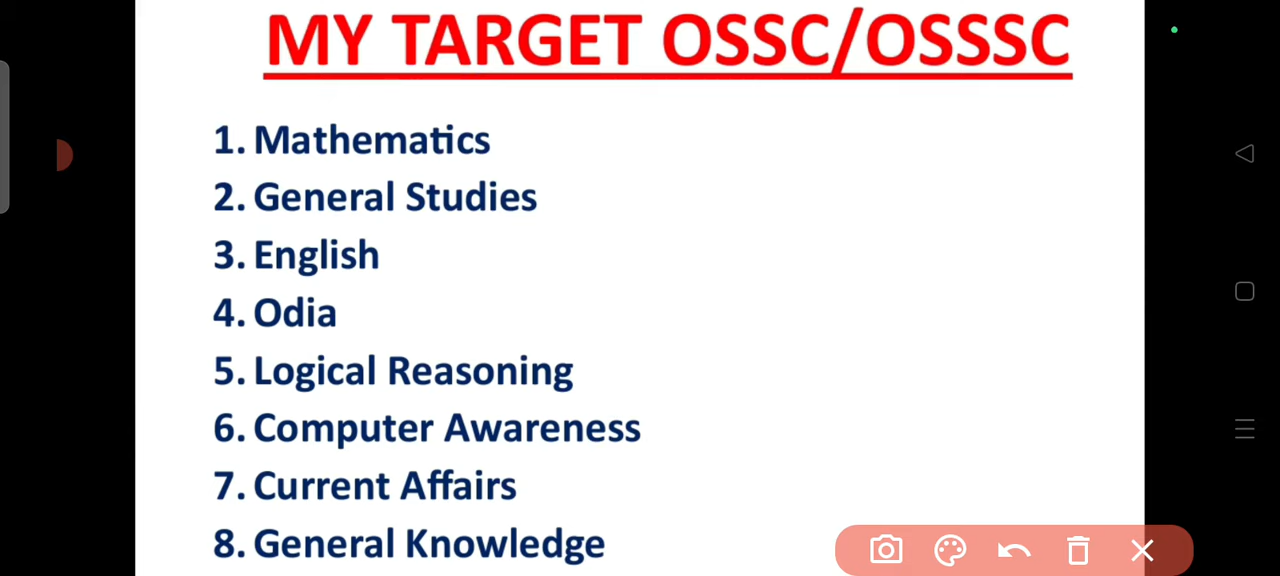 MY TARGET OSSC/OSSSC
1. Mathematics
2. General Studies
3. English
4. Odia
5. Logical Reasoning
6. Computer Awareness
7. Current Affairs
8. General Knowledge